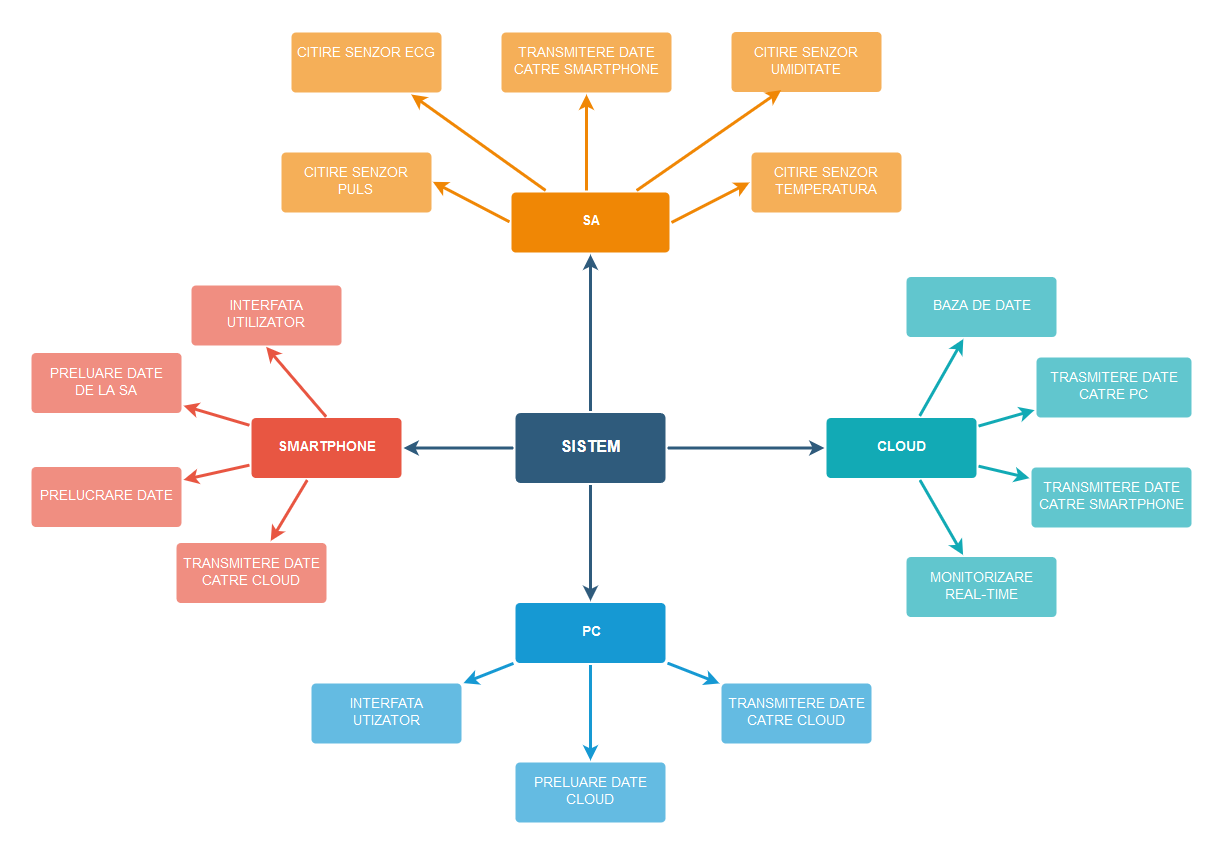 CITIRE SENZOR ECG
TRANSMITERE DATE
CATRE SMARTPHONE
CITIRE SENZOR
UMIDITATE
CITIRE SENZOR
PULS
CITIRE SENZOR
TEMPERATURA
SA
INTERFATA
UTILIZATOR
BAZA DE DATE
PRELUARE DATE
DE LA SA
TRASMITERE DATE
CATRE PC
SMARTPHONE
SISTEM
CLOUD
PRELUCRARE DATE
TRANSMITERE DATE
CATRE SMARTPHONE
TRANSMITERE DATE
CATRE CLOUD
MONITORIZARE
REAL-TIME
PC
INTERFATA
UTIZATOR
TRANSMITERE DATE
CATRE CLOUD
PRELUARE DATE
CLOUD